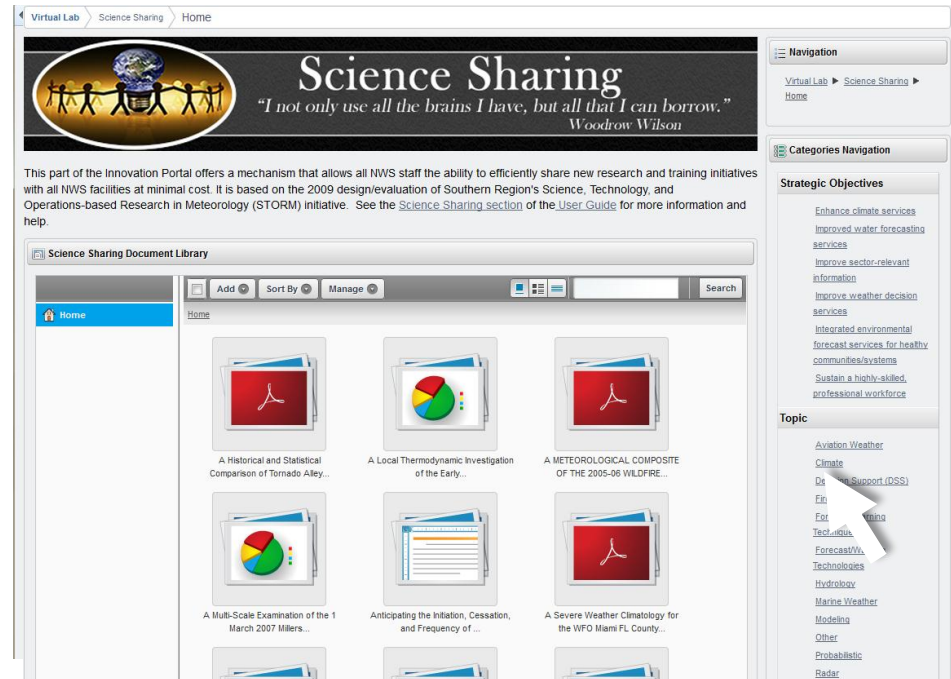 Virtual Lab
Science Sharing
Home
Science Sharing
"I not only use all the brains I have, but all that I can borrow."
Woodrow Wilson
This part of the Innovation Portal offers a mechanism that allows all NWS staff the ability to efficiently share new research and training initiatives
with all NWS facilities at minimal cost. It is based on the 2009 design/evaluation of Southern Region's Science, Technology, and
Operations-based Research in Meteorology (STORM) initiative. See the Science Sharing section of the User Guide for more information and
help.
Science Sharing Document Library
Add
Sort By
Manage
Search
Home
Home
A Historical and Statistical
Comparison of Tornado Alley...
A Local Thermodynamic Investigation
of the Early...
A METEOROLOGICAL COMPOSITE
OF THE 2005-06 WILDFIRE...
A Multi-Scale Examination of the 1
March 2007 Millers...
Anticipating the Initiation, Cessation,
and Frequency of ...
A Severe Weather Climatology for
the WFO Miami FL County...
Navigation
Virtual Lab ► Science Sharing ►
Home
Categories Navigation
Strategic Objectives
Enhance climate services
Improved water forecasting
services
Improve sector-relevant
information
Improve weather decision
services
Integrated environmental
forecast services for healthy
communities/systems
Sustain a highly-skilled,
professional workforce
Topic
Aviation Weather
Climate
Support (DSS)
Technologies
Hydrology
Marine Weather
Modeling
Other
Probabilistic
Radar